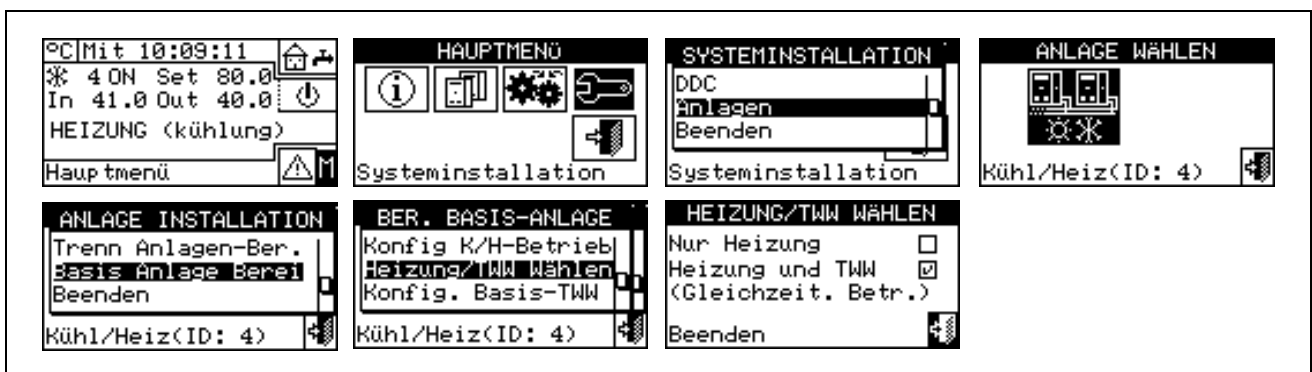 °C Mit 10:09:11
4 ON Set 80.0
In 41.0 Out 40.0
HEIZUNG (kühlung)
Haup tmenü M
HAUPTMENü
i
Systeminstallation
SYSTEMINSTALLATION
DDC
Anlagen
Beenden
Systeminstallation
ANLAGE WäHLEN
Kühl/Heiz(ID: 4)
ANLAGE INSTALLATION
Trenn Anlagen-Ber.
Basis Anlage Berei
Beenden
Kühl/Heiz(ID: 4)
BER. BASIS-ANLAGE
Konfig K/H-Betrieb
Heizung/TWW Wählen
Konfig. Basis-TWW
Kühl/Heiz(ID: 4)
HEIZUNG/TWW WäHLEN
Nur Heizung
Heizung und TWW
(Gleichzeit. Betr.)
Beenden